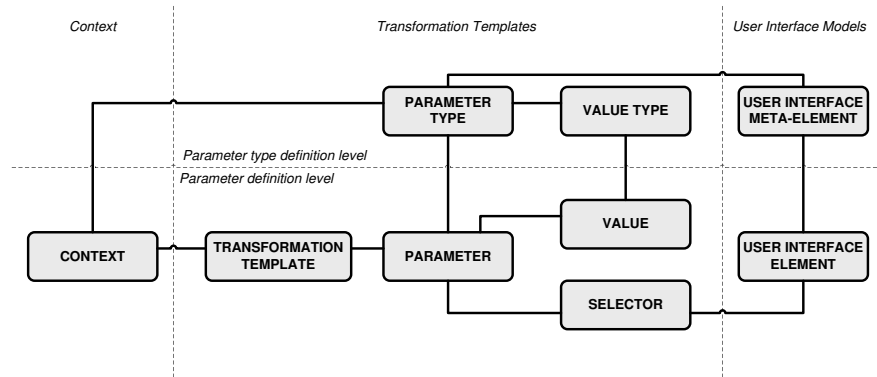 Context
Transformation Templates
User Interface Models
PARAMETER
TYPE
VALUE TYPE
USER INTERFACE
META-ELEMENT
Parameter type definition level
Parameter definition level
CONTEXT
TRANSFORMATION
TEMPLATE
PARAMETER
VALUE
USER INTERFACE
ELEMENT
SELECTOR